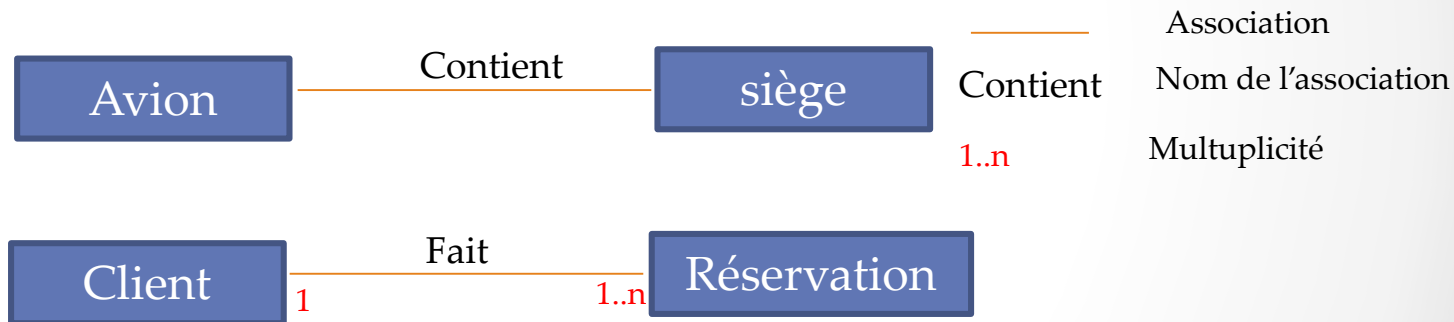 Association
Avion Contient siège
Contient Nom de l'association
1..n Multuplicité
Client Fait Réservation
1 1..n